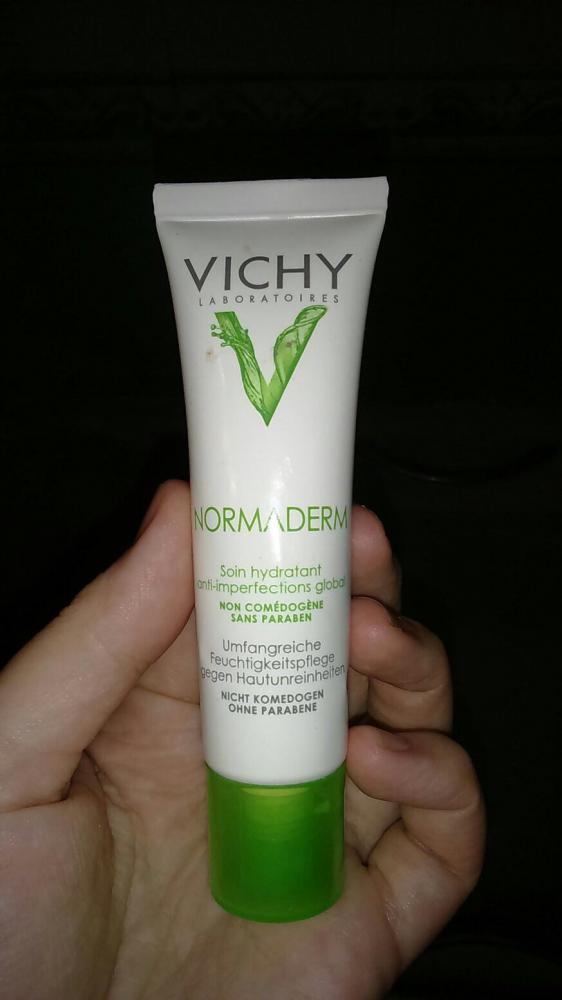 VICHY
LABORATOIRES
NORMADERM
Soin hydratant
anti-imperfections global
NON COMÉDOGÈNE
SANS PARABEN
Umfangreiche
Feuchtigkeitspflege
gegen Hautunreinheiten
NICHT KOMEDOGEN
OHNE PARABENE